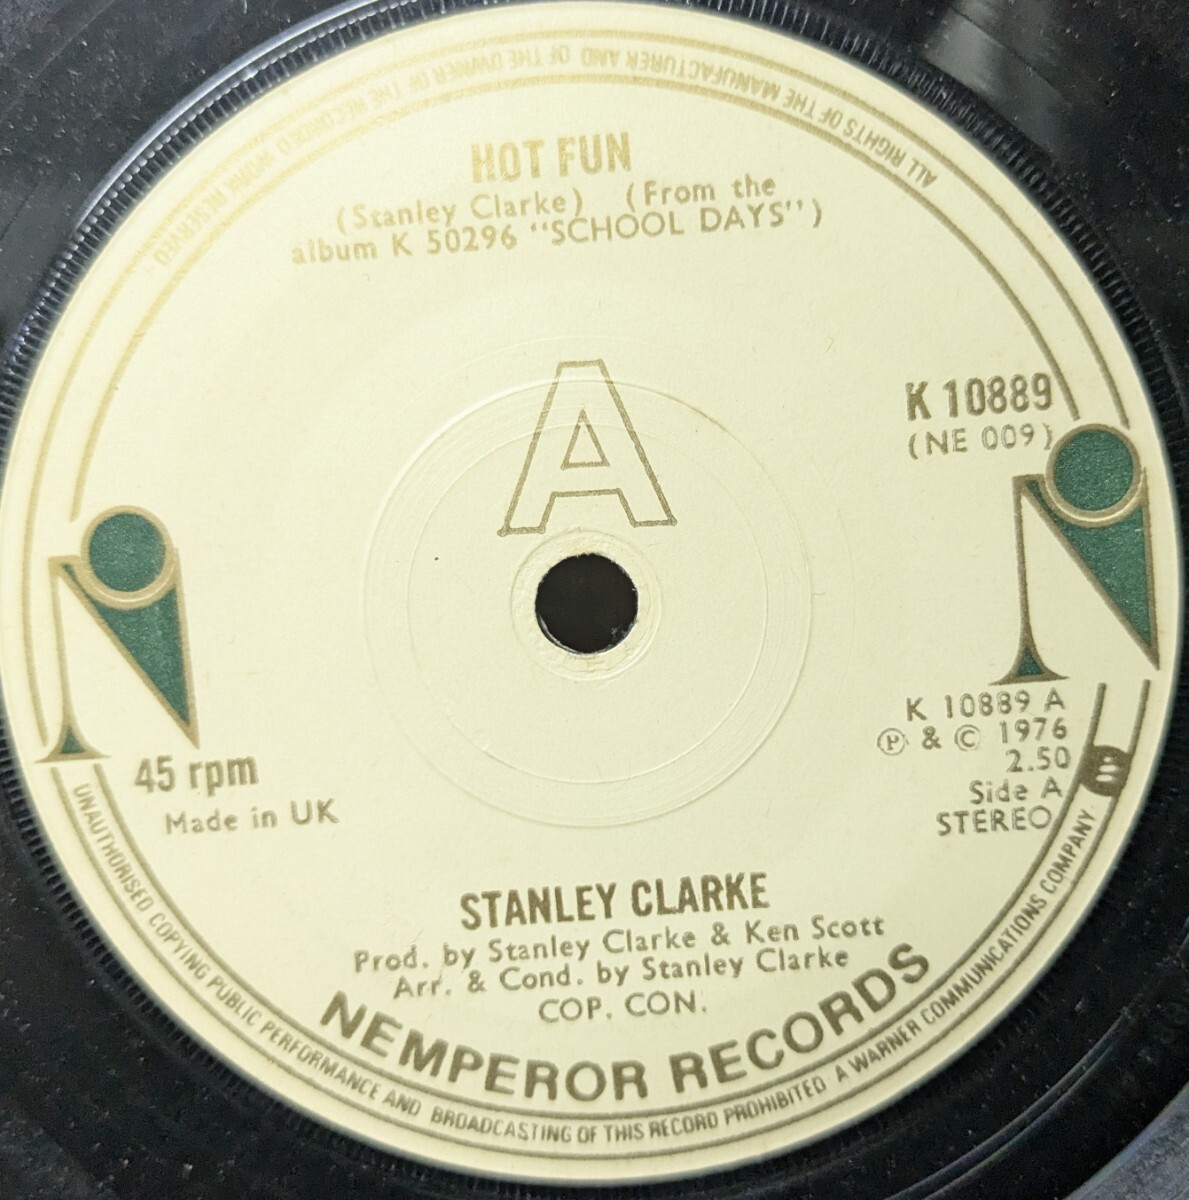 ALL RIGHTS OF THE MANUFACTURER AND OF THE OWNER OF THE RECORDED WORK RESERVED
HOT FUN
(Stanley Clarke) (From the
album K 50296 "SCHOOL DAYS")
A
K 10889
(NE 009)
K 10889 A
Ⓟ & © 1976
2.50
Side A
STEREO
45 rpm
Made in UK
STANLEY CLARKE
Prod. by Stanley Clarke & Ken Scott
Arr. & Cond. by Stanley Clarke
COP. CON.
NEMPEROR RECORDS
UNAUTHORISED COPYING PUBLIC PERFORMANCE AND BROADCASTING OF THIS RECORD PROHIBITED A WARNER COMMUNICATIONS COMPANY